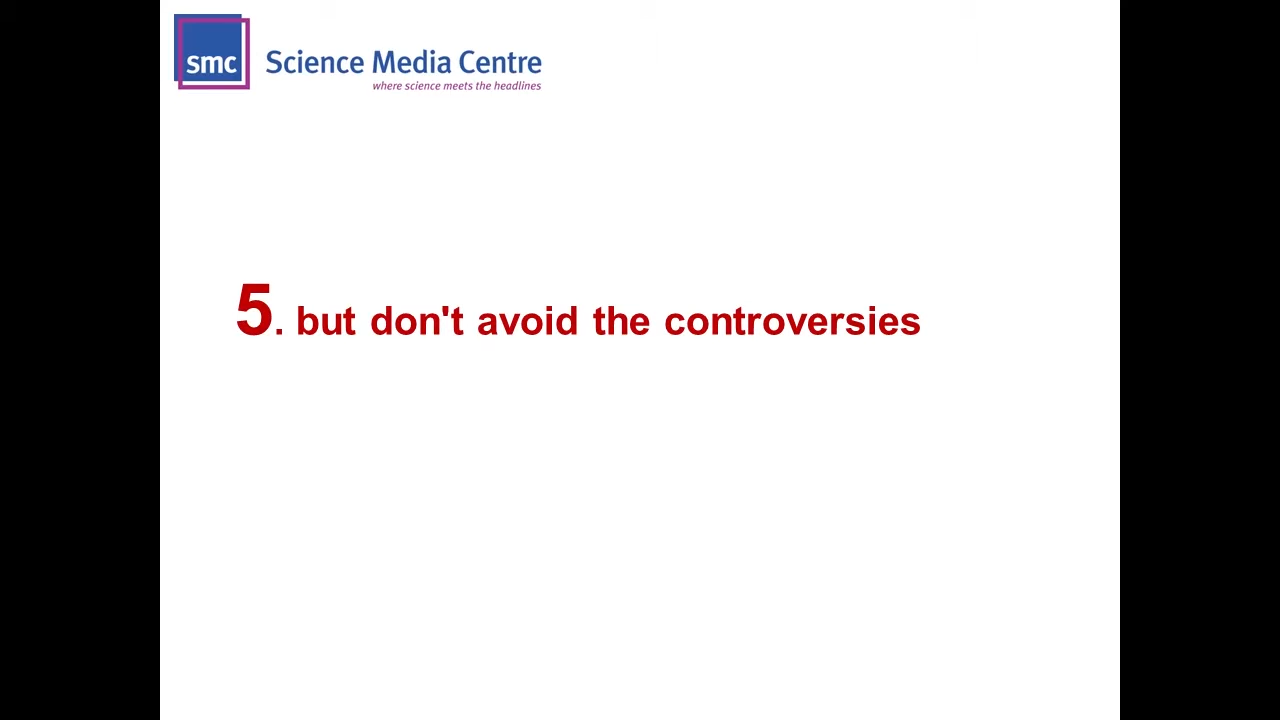 smc
Science Media Centre
where science meets the headlines
5. but don't avoid the controversies